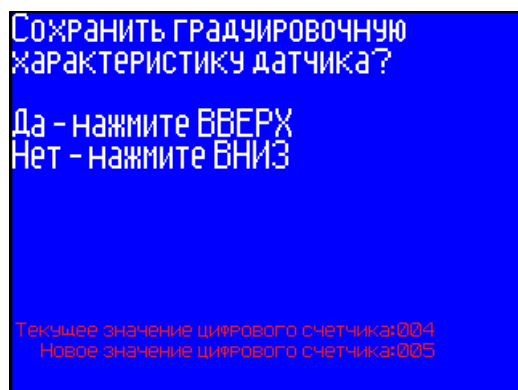 Сохранить градуировочную
характеристику датчика?
Да - нажмите ВВЕРХ
Нет - нажмите ВНИЗ
Текущее значение цифрового счетчика:004
Новое значение цифрового счетчика:005